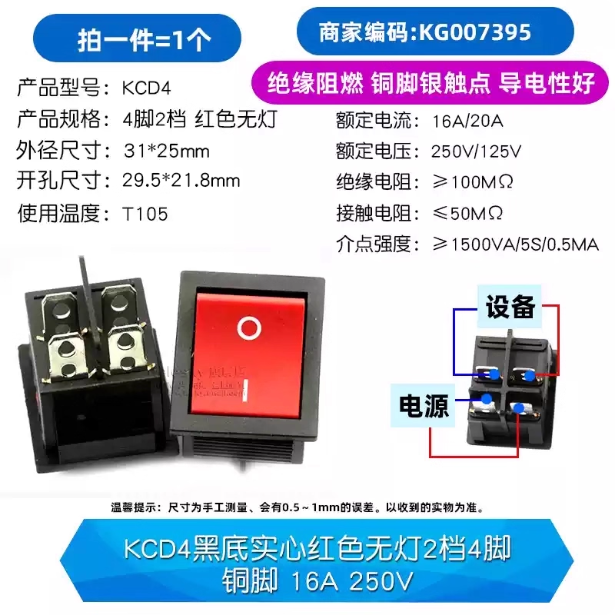 拍一件=1个
商家编码:KG007395
绝缘阻燃 铜脚银触点 导电性好
产品型号: KCD4
产品规格: 4脚2档 红色无灯
外径尺寸: 31*25mm
开孔尺寸: 29.5*21.8mm
使用温度: T105
额定电流: 16A/20A
额定电压: 250V/125V
绝缘电阻: ≥100MΩ
接触电阻: ≤50MΩ
介点强度: ≥1500VA/5S/0.5MA
设备
电源
温馨提示: 尺寸为手工测量、会有0.5~1mm的误差。以收到的实物为准。
KCD4黑底实心红色无灯2档4脚
铜脚 16A 250V